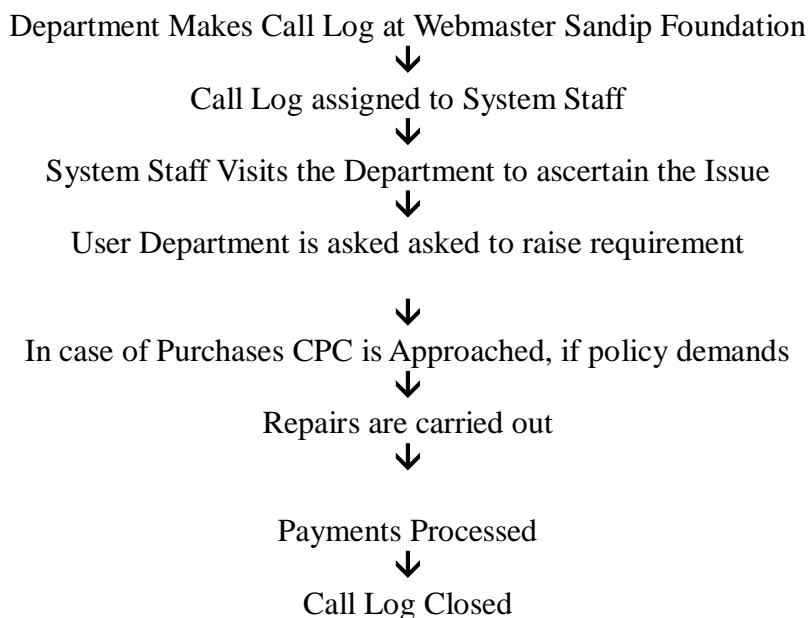 Department Makes Call Log at Webmaster Sandip Foundation
Call Log assigned to System Staff
System Staff Visits the Department to ascertain the Issue
User Department is asked asked to raise requirement
In case of Purchases CPC is Approached, if policy demands
Repairs are carried out
Payments Processed
Call Log Closed